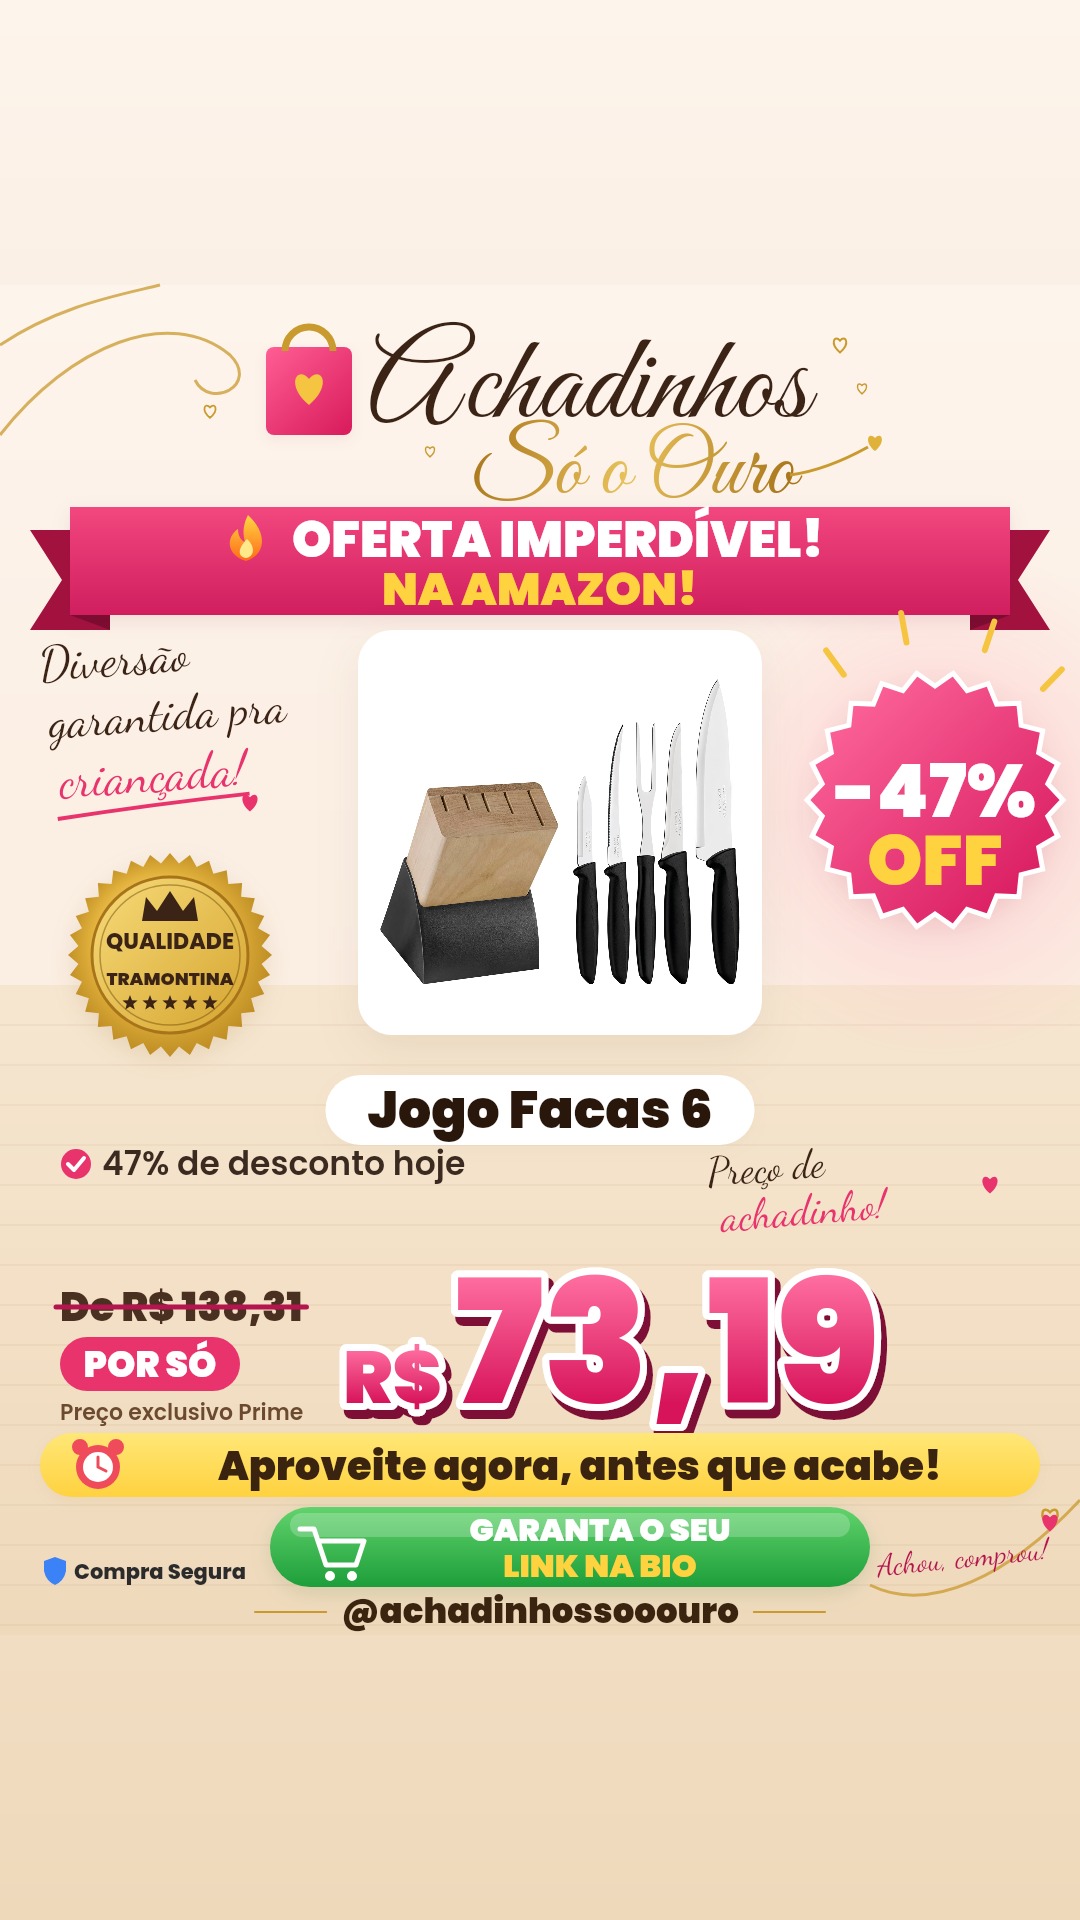 Achadinhos
Só o Ouro
OFERTA IMPERDÍVEL!
NA AMAZON!
Diversão
garantida pra
criançada!
-47%
OFF
QUALIDADE
TRAMONTINA
Jogo Facas 6
47% de desconto hoje
Preço de
achadinho!
De R$ 138,31
POR SÓ
R$ 73,19
Preço exclusivo Prime
Aproveite agora, antes que acabe!
GARANTA O SEU
LINK NA BIO
Compra Segura
Achou, comprou!
@achadinhossooouro